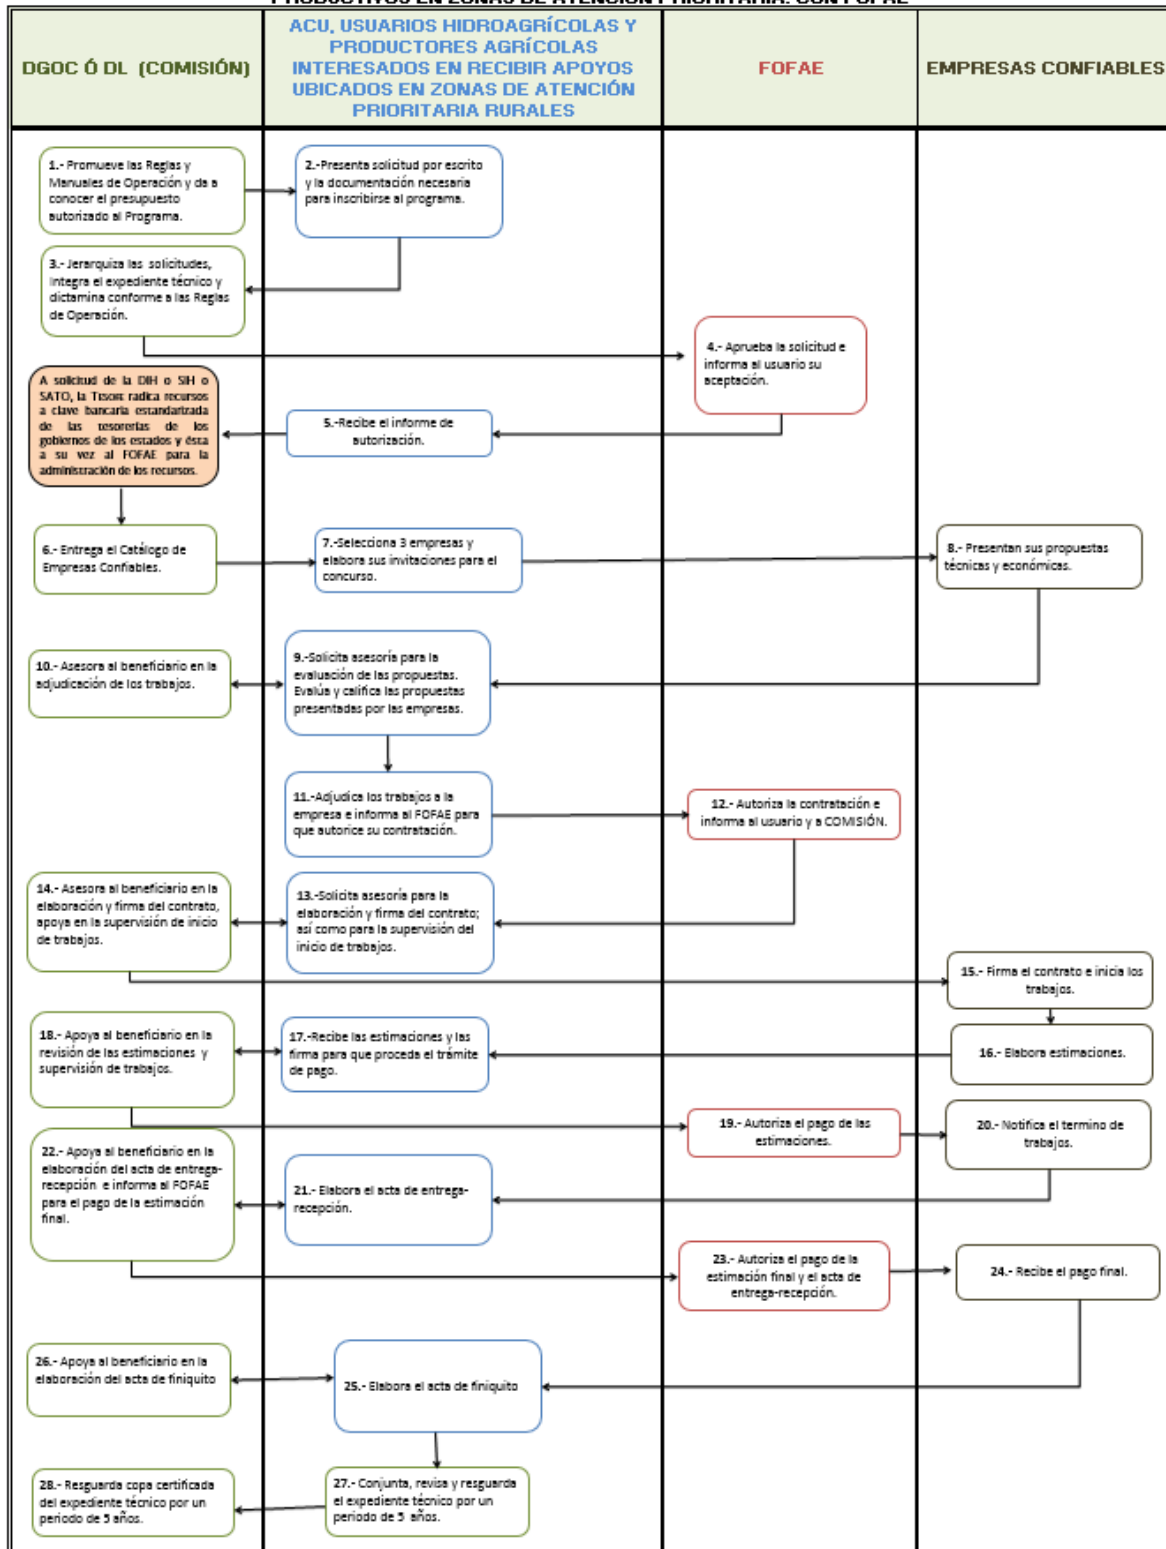 PRODUCTIVOS EN ZONAS DE ATENCIÓN PRIORITARIA. CON FOFAE
DGOC Ó DL (COMISIÓN)
ACU, USUARIOS HIDROAGRÍCOLAS Y
PRODUCTORES AGRÍCOLAS
INTERESADOS EN RECIBIR APOYOS
UBICADOS EN ZONAS DE ATENCIÓN
PRIORITARIA RURALES
FOFAE
EMPRESAS CONFIABLES
1.- Promueve las Reglas y
Manuales de Operación y da a
conocer el presupuesto
autorizado al Programa.
2.-Presenta solicitud por escrito
y la documentación necesaria
para inscribirse al programa.
3.- Jerarquiza las solicitudes,
integra el expediente técnico y
dictamina conforme a las Reglas
de Operación.
4.- Aprueba la solicitud e
informa al usuario su
aceptación.
A solicitud de la DIH o SIH o
SATO, la Tesofe radica recursos
a clave bancaria estandarizada
de las tesorerías de los
gobiernos de los estados y ésta
a su vez al FOFAE para la
administración de los recursos.
5.-Recibe el informe de
autorización.
6.- Entrega el Catálogo de
Empresas Confiables.
7.-Selecciona 3 empresas y
elabora sus invitaciones para el
concurso.
8.- Presentan sus propuestas
técnicas y económicas.
9.-Solicita asesoría para la
evaluación de las propuestas.
Evalúa y califica las propuestas
presentadas por las empresas.
10.- Asesora al beneficiario en la
adjudicación de los trabajos.
11.-Adjudica los trabajos a la
empresa e informa al FOFAE para
que autorice su contratación.
12.- Autoriza la contratación e
informa al usuario y a COMISIÓN.
13.-Solicita asesoría para la
elaboración y firma del contrato;
así como para la supervisión del
inicio de trabajos.
14.- Asesora al beneficiario en la
elaboración y firma del contrato,
apoya en la supervisión de inicio
de trabajos.
15.- Firma el contrato e inicia los
trabajos.
16.- Elabora estimaciones.
17.-Recibe las estimaciones y las
firma para que proceda el trámite
de pago.
18.- Apoya al beneficiario en la
revisión de las estimaciones y
supervisión de trabajos.
19.- Autoriza el pago de las
estimaciones.
20.- Notifica el termino de
trabajos.
21.- Elabora el acta de entrega-
recepción.
22.- Apoya al beneficiario en la
elaboración del acta de entrega-
recepción e informa al FOFAE
para el pago de la estimación
final.
23.- Autoriza el pago de la
estimación final y el acta de
entrega-recepción.
24.- Recibe el pago final.
25.- Elabora el acta de finiquito
26.- Apoya al beneficiario en la
elaboración del acta de finiquito
27.- Conjunta, revisa y resguarda
el expediente técnico por un
periodo de 5 años.
28.- Resguarda copa certificada
del expediente técnico por un
periodo de 5 años.